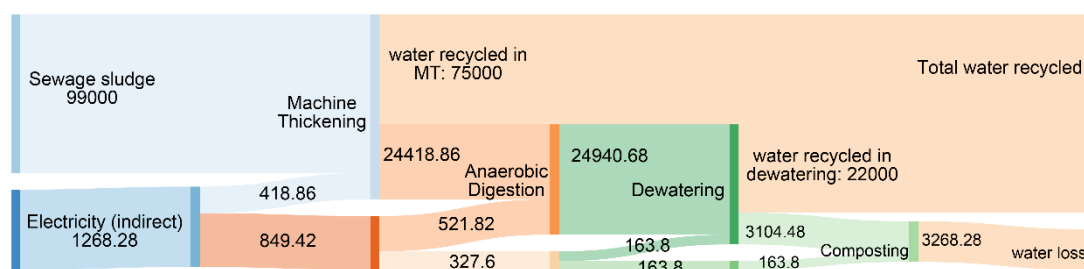 Sewage sludge
99000
Machine
Thickening
water recycled in
MT: 75000
Total water recycled
24418.86
Anaerobic
Digestion
24940.68
Dewatering
water recycled in
dewatering: 22000
Electricity (indirect)
1268.28
418.86
849.42
521.82
327.6
163.8
163.8
3104.48
163.8
Composting
3268.28
water loss